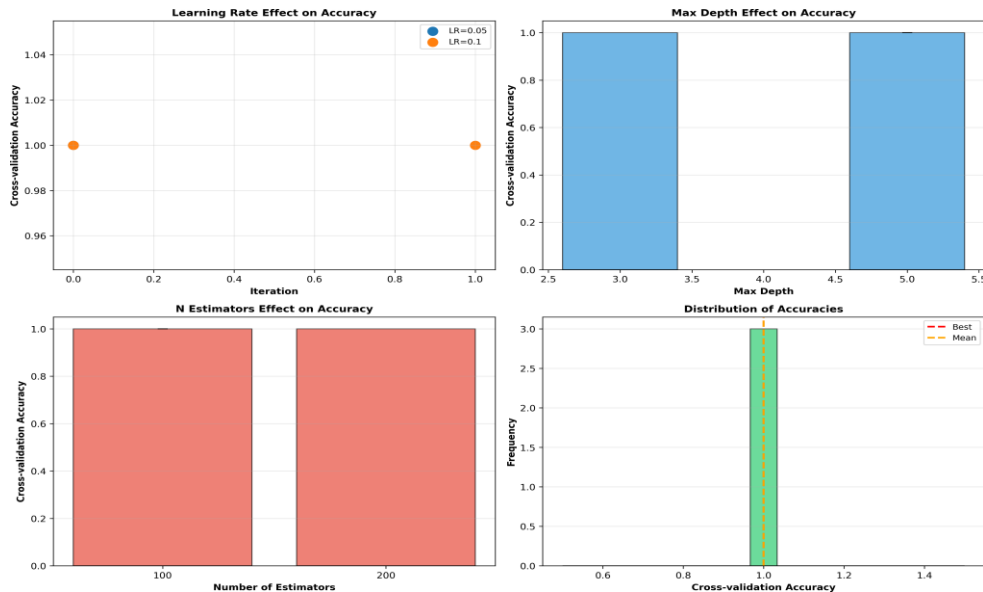 Learning Rate Effect on Accuracy
LR=0.05
LR=0.1
Cross-validation Accuracy
1.04
1.02
1.00
0.98
0.96
0.0 0.2 0.4 0.6 0.8 1.0
Iteration
Max Depth Effect on Accuracy
Cross-validation Accuracy
1.0
0.8
0.6
0.4
0.2
0.0
2.5 3.0 3.5 4.0 4.5 5.0 5.5
Max Depth
N Estimators Effect on Accuracy
Cross-validation Accuracy
1.0
0.8
0.6
0.4
0.2
0.0
100 200
Number of Estimators
Distribution of Accuracies
Best
Mean
Frequency
3.0
2.5
2.0
1.5
1.0
0.5
0.0
0.6 0.8 1.0 1.2 1.4
Cross-validation Accuracy